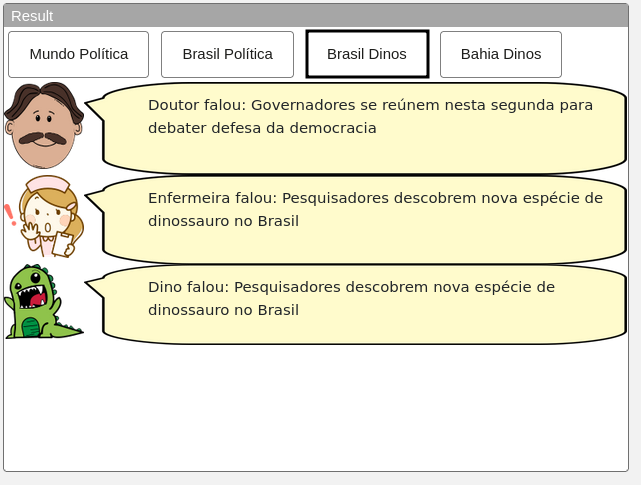 Result
Mundo Política
Brasil Política
Brasil Dinos
Bahia Dinos
Doutor falou: Governadores se reúnem nesta segunda para
debater defesa da democracia
Enfermeira falou: Pesquisadores descobrem nova espécie de
dinossauro no Brasil
Dino falou: Pesquisadores descobrem nova espécie de
dinossauro no Brasil